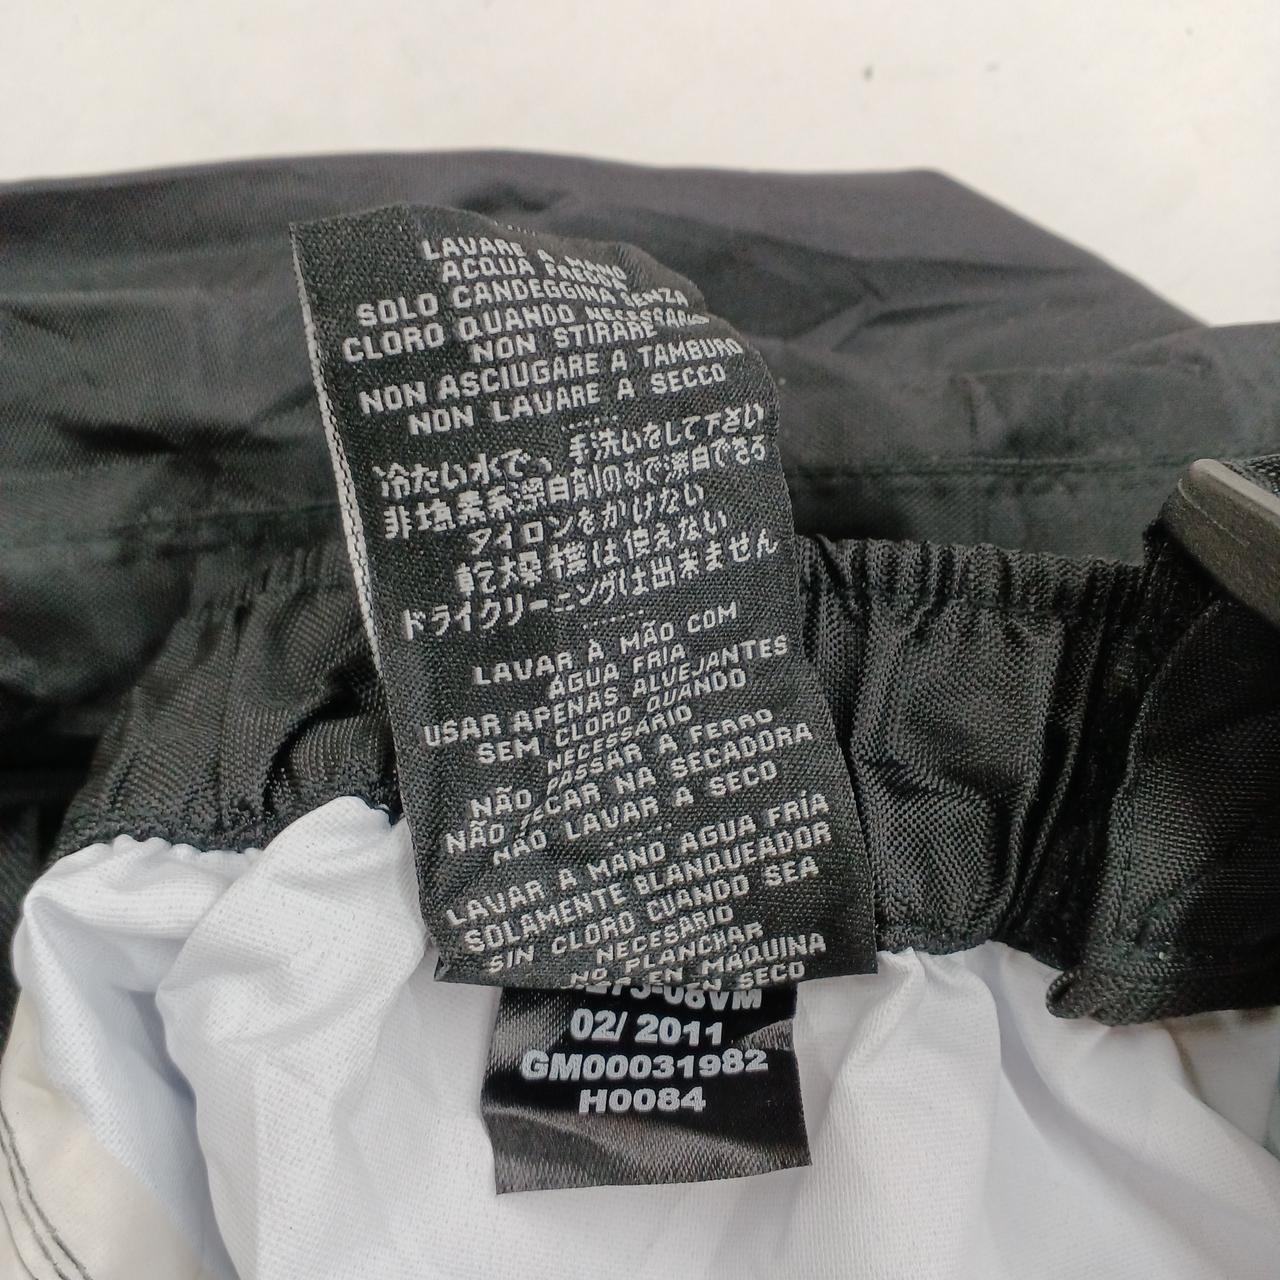 LAVARE A MANO
ACQUA FREDDA
SOLO CANDEGGINA SENZA
CLORO QUANDO NECESSARIO
NON STIRARE
NON ASCIUGARE A TAMBURO
NON LAVARE A SECCO
......
冷たい水で、手洗いをして下さい
非塩素系漂白剤のみで漂白できる
アイロンをかけない
乾燥機は使えない
ドライクリーニングは出来ません
......
LAVAR À MÃO COM
ÁGUA FRIA
USAR APENAS ALVEJANTES
SEM CLORO QUANDO
NECESSÁRIO
NÃO PASSAR A FERRO
NÃO SECAR NA SECADORA
NÃO LAVAR A SECO
......
LAVAR A MANO AGUA FRÍA
SOLAMENTE BLANQUEADOR
SIN CLORO CUANDO SEA
NECESARIO
NO PLANCHAR
EN MAQUINA
EN SECO
02/ 2011
GM00031982
H0084